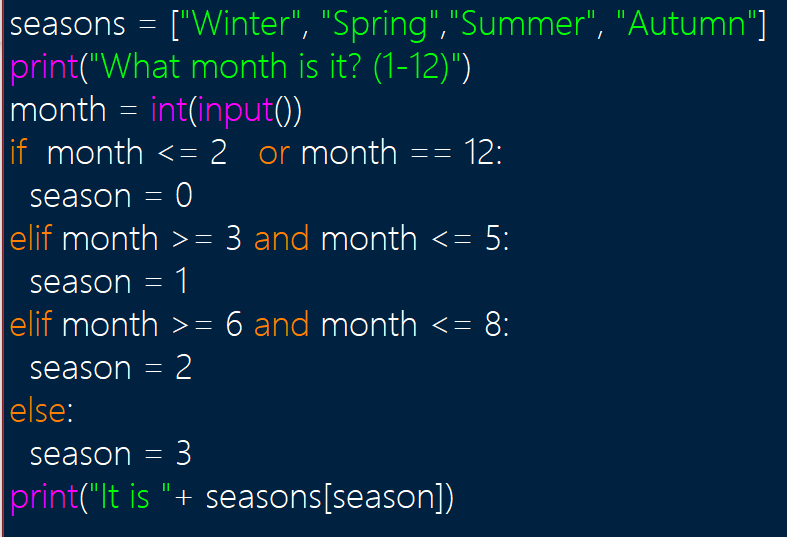 seasons = ["Winter", "Spring","Summer", "Autumn"]
print("What month is it? (1-12)")
month = int(input())
if  month <= 2   or month == 12:
  season = 0
elif month >= 3 and month <= 5:
  season = 1
elif month >= 6 and month <= 8:
  season = 2
else:
  season = 3
print("It is "+ seasons[season])